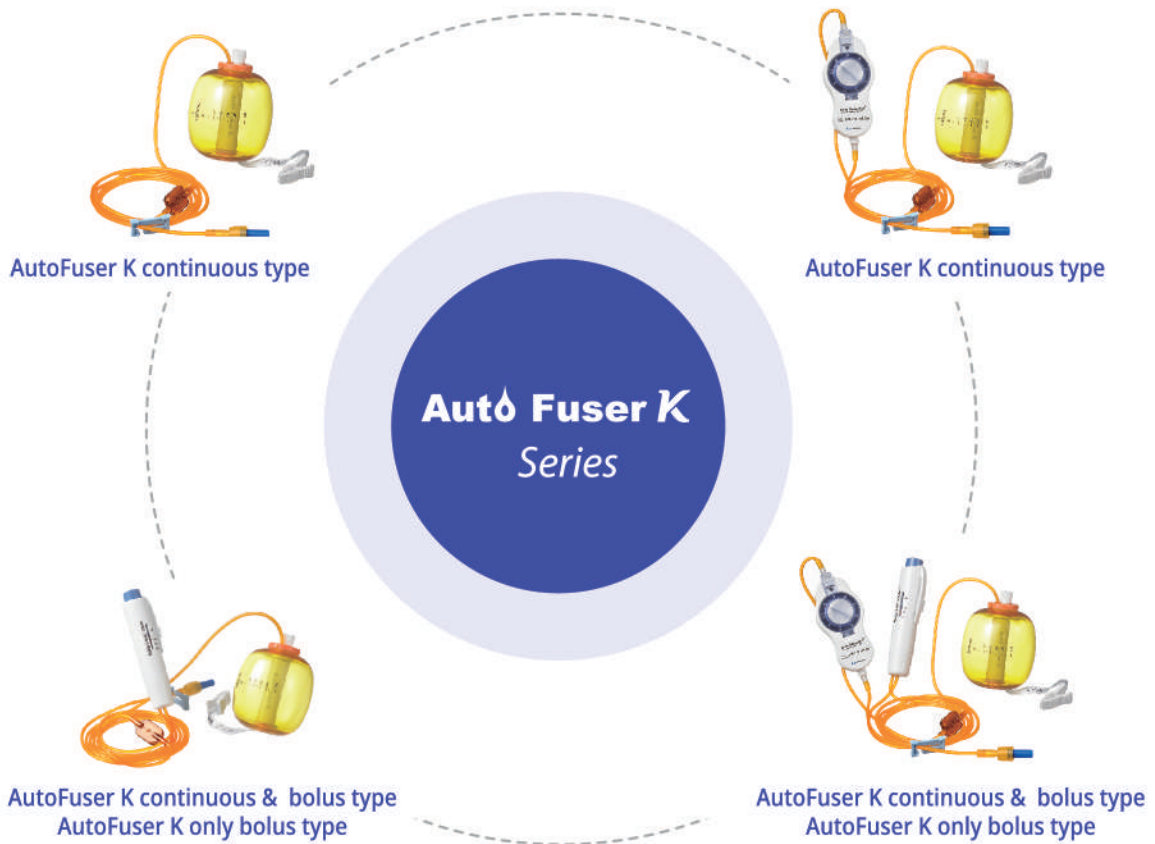 AutoFuser K continuous type
AutoFuser K continuous type
Auto Fuser K
Series
AutoFuser K continuous & bolus type
AutoFuser K only bolus type
AutoFuser K continuous & bolus type
AutoFuser K only bolus type